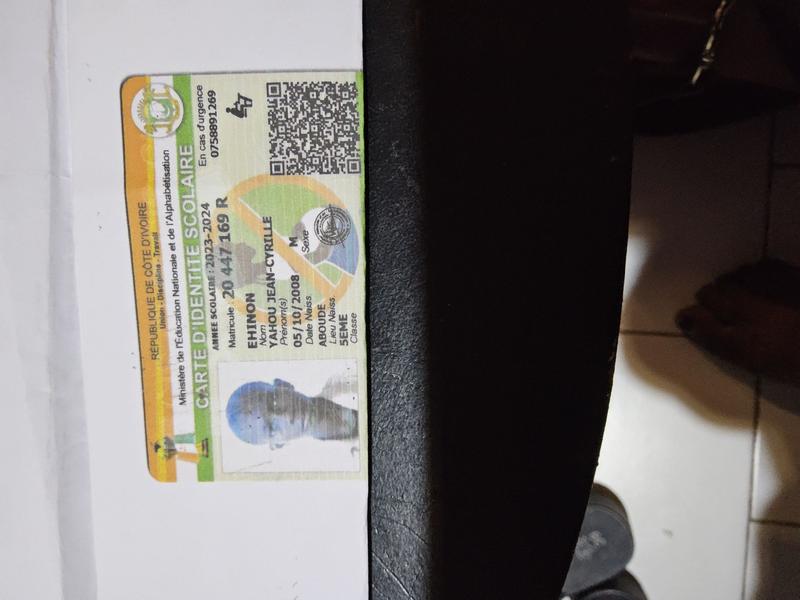 RÉPUBLIQUE DE CÔTE D'IVOIRE
Union - Discipline - Travail
Ministère de l'Éducation Nationale et de l'Alphabétisation
CARTE D'IDENTITÉ SCOLAIRE
ANNEE SCOLAIRE : 2023-2024
En cas d'urgence
0758891269
Matricule : 20 447 169 R
EHINON
Nom
YAHOU JEAN-CYRILLE
Prénom(s)
05/10/2008 M
Date Naiss. Sexe
ABOUDE
Lieu Naiss.
5EME
Classe